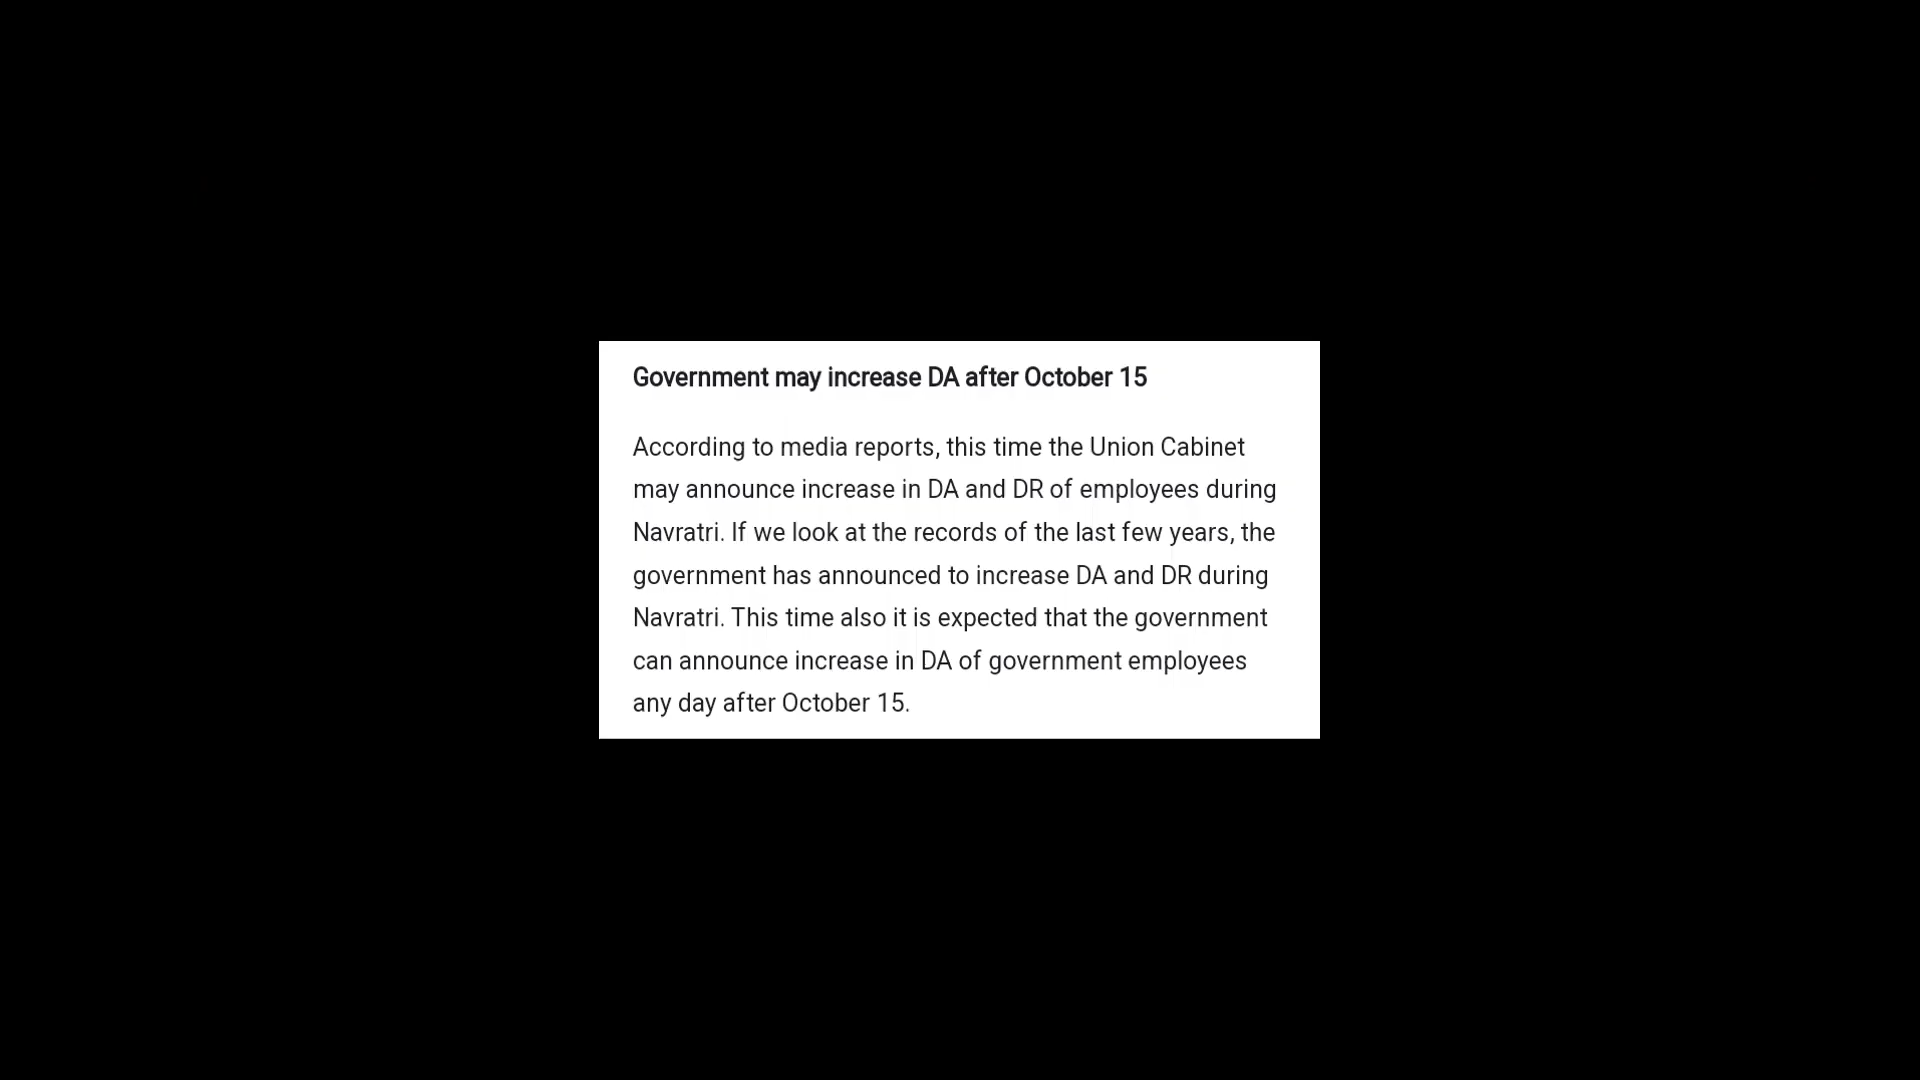 Government may increase DA after October 15
According to media reports, this time the Union Cabinet
may announce increase in DA and DR of employees during
Navratri. If we look at the records of the last few years, the
government has announced to increase DA and DR during
Navratri. This time also it is expected that the government
can announce increase in DA of government employees
any day after October 15.